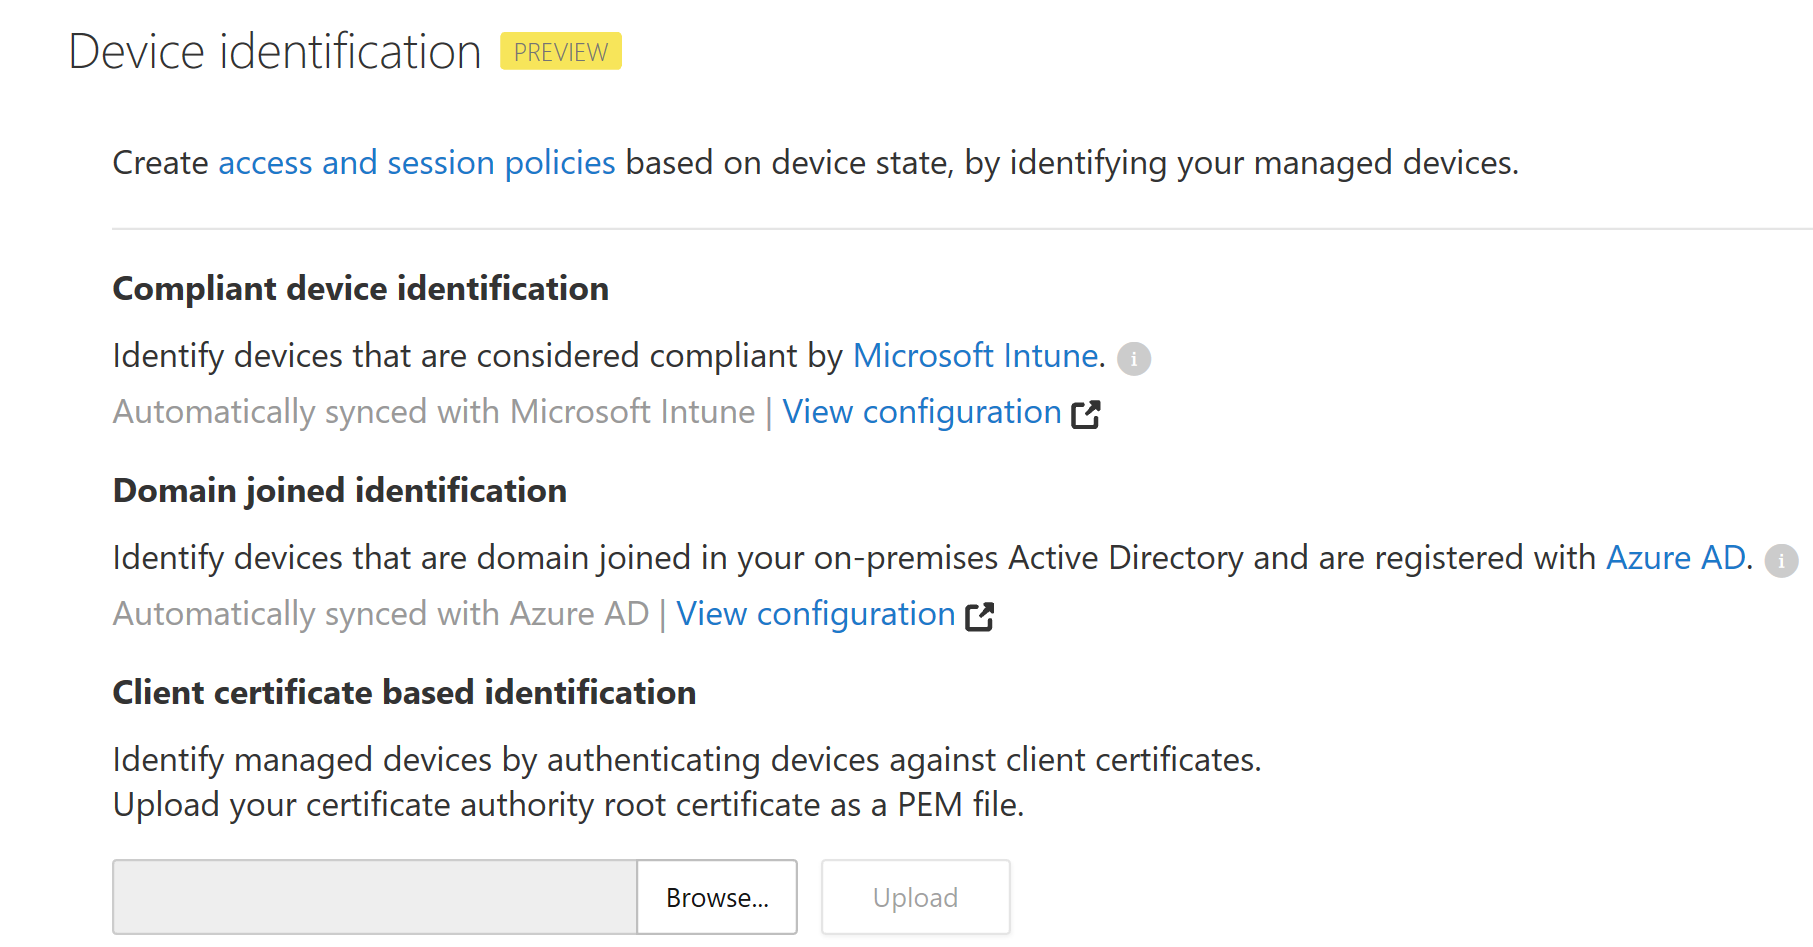 Device identification PREVIEW
Create access and session policies based on device state, by identifying your managed devices.
Compliant device identification
Identify devices that are considered compliant by Microsoft Intune. i
Automatically synced with Microsoft Intune | View configuration
Domain joined identification
Identify devices that are domain joined in your on-premises Active Directory and are registered with Azure AD. i
Automatically synced with Azure AD | View configuration
Client certificate based identification
Identify managed devices by authenticating devices against client certificates.
Upload your certificate authority root certificate as a PEM file.
Browse... Upload